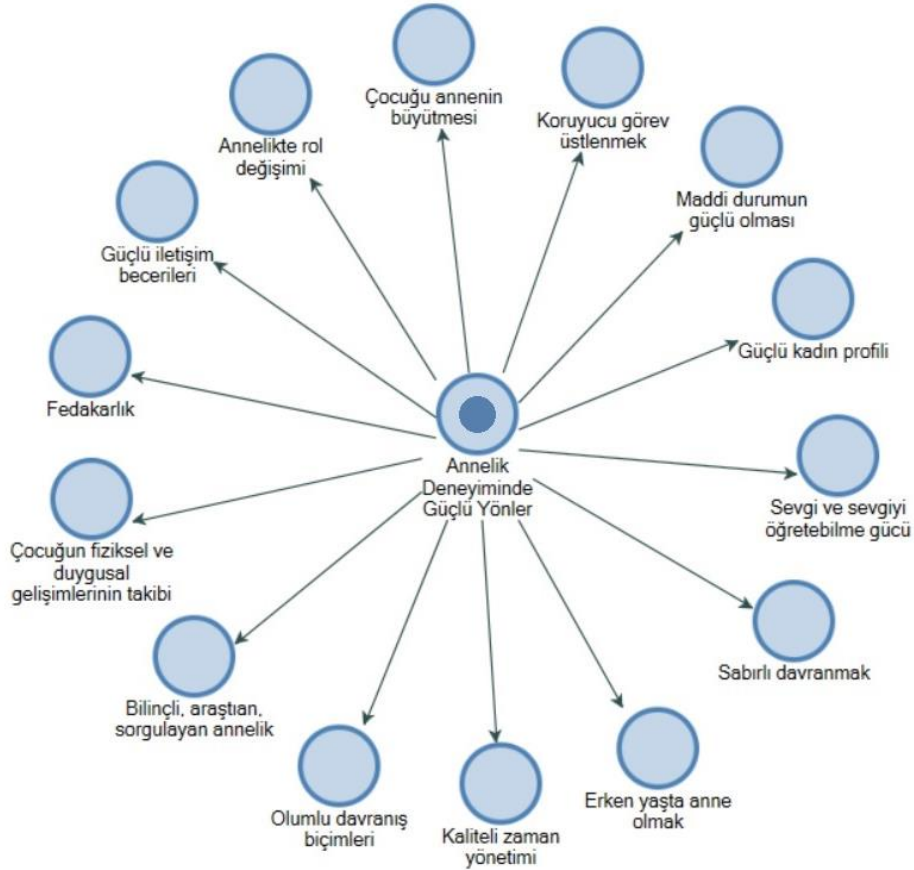 Çocuğu annenin
büyütmesi
Koruyucu görev
üstlenmek
Annelikte rol
değişimi
Maddi durumun
güçlü olması
Güçlü iletişim
becerileri
Güçlü kadın profili
Fedakarlık
Annelik
Deneyiminde
Güçlü Yönler
Sevgi ve sevgiyi
öğretebilme gücü
Çocuğun fiziksel ve
duygusal
gelişimlerinin takibi
Sabırlı davranmak
Bilinçli, araştıan,
sorgulayan annelik
Erken yaşta anne
olmak
Olumlu davranış
biçimleri
Kaliteli zaman
yönetimi